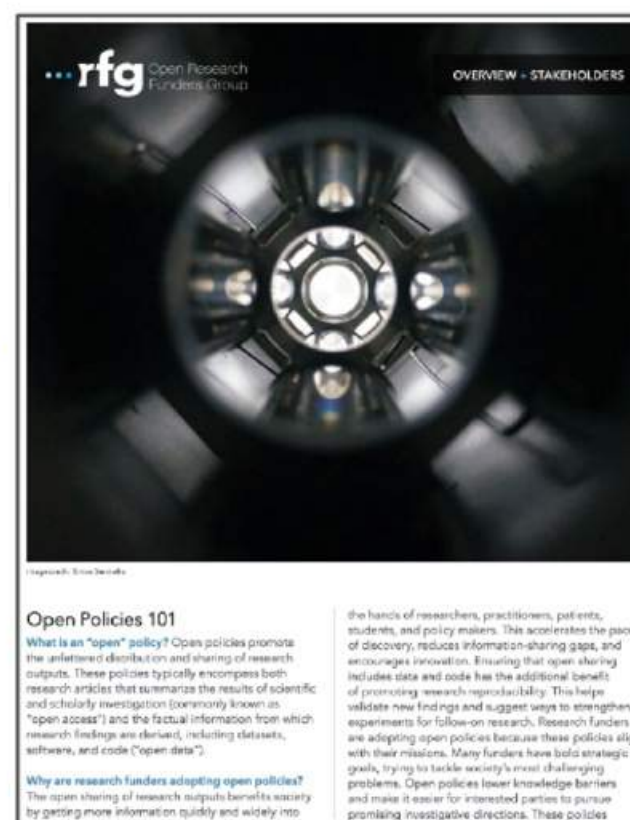 rfg Open Research
Funders Group
OVERVIEW + STAKEHOLDERS
Open Policies 101
What is an "open" policy? Open policies promote
the unfettered distribution and sharing of research
outputs. These policies typically encompass both
research articles that summarize the results of scientific
and scholarly investigation (commonly known as
"open access") and the factual information from which
research findings are derived, including datasets,
software, and code ("open data").
Why are research funders adopting open policies?
The open sharing of research outputs benefits society
by getting more information quickly and widely into
the hands of researchers, practitioners, patients,
students, and policy makers. This accelerates the pace
of discovery, reduces information-sharing gaps, and
encourages innovation. Ensuring that open sharing
includes data and code has the additional benefit
of promoting research reproducibility. This helps
validate new findings and suggest ways to strengthen
experiments for follow-on research. Research funders
are adopting open policies because these policies alig
with their missions. Many funders have bold strategic
goals, trying to tackle society's most challenging
problems. Open policies lower knowledge barriers
and make it easier for interested parties to pursue
promising investigative directions. These policies